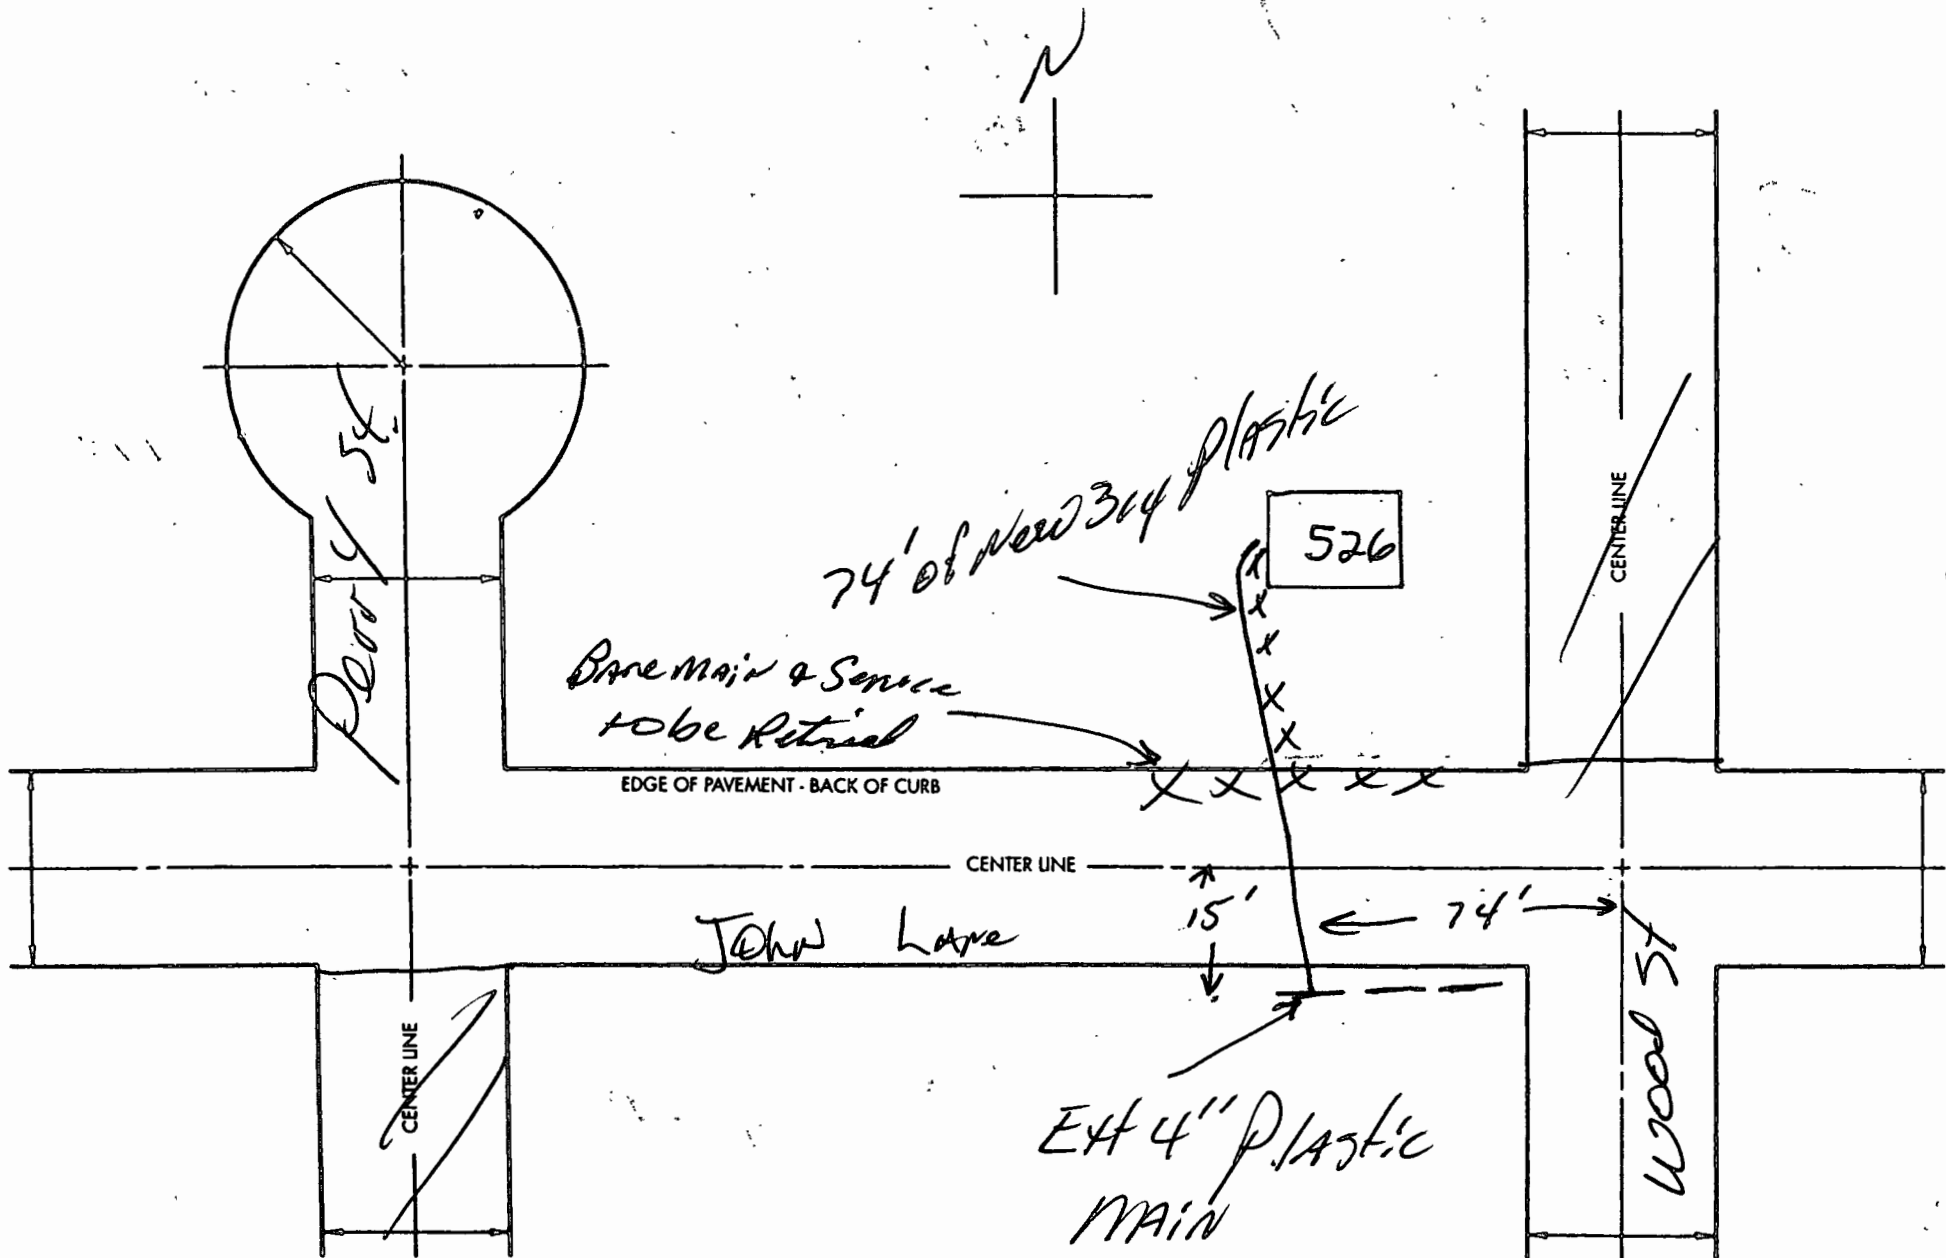 N
Perry St.
74' of New 3/4 Plastic
526
CENTER LINE
Bare Main & Service
to be Retired
EDGE OF PAVEMENT - BACK OF CURB
CENTER LINE
15'
74'
John Lane
CENTER LINE
Wood St
Ext 4" Plastic
Main